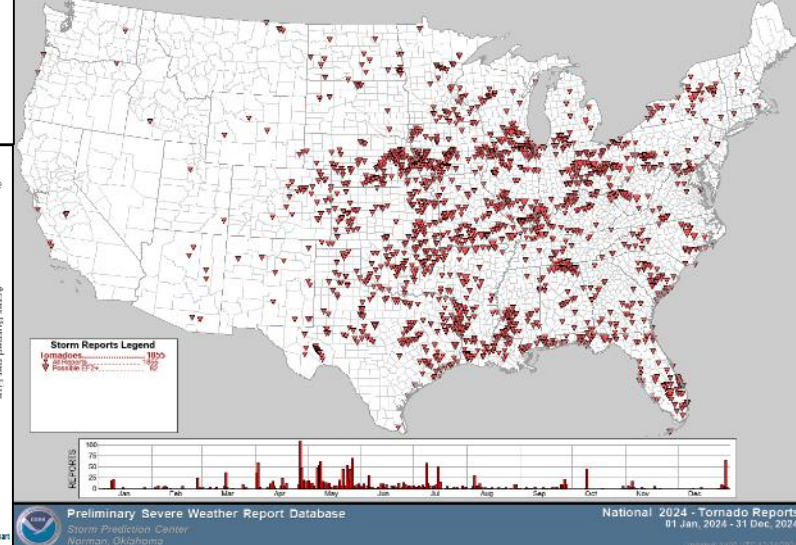 Storm Reports Legend
Tornadoes 1855
All Reports
Possible EF2+ 62
REPORTS
100
75
50
25
0
Jan Feb Mar Apr May Jun Jul Aug Sep Oct Nov Dec
Preliminary Severe Weather Report Database
Storm Prediction Center
Norman, Oklahoma
National 2024 - Tornado Reports
01 Jan, 2024 - 31 Dec, 2024